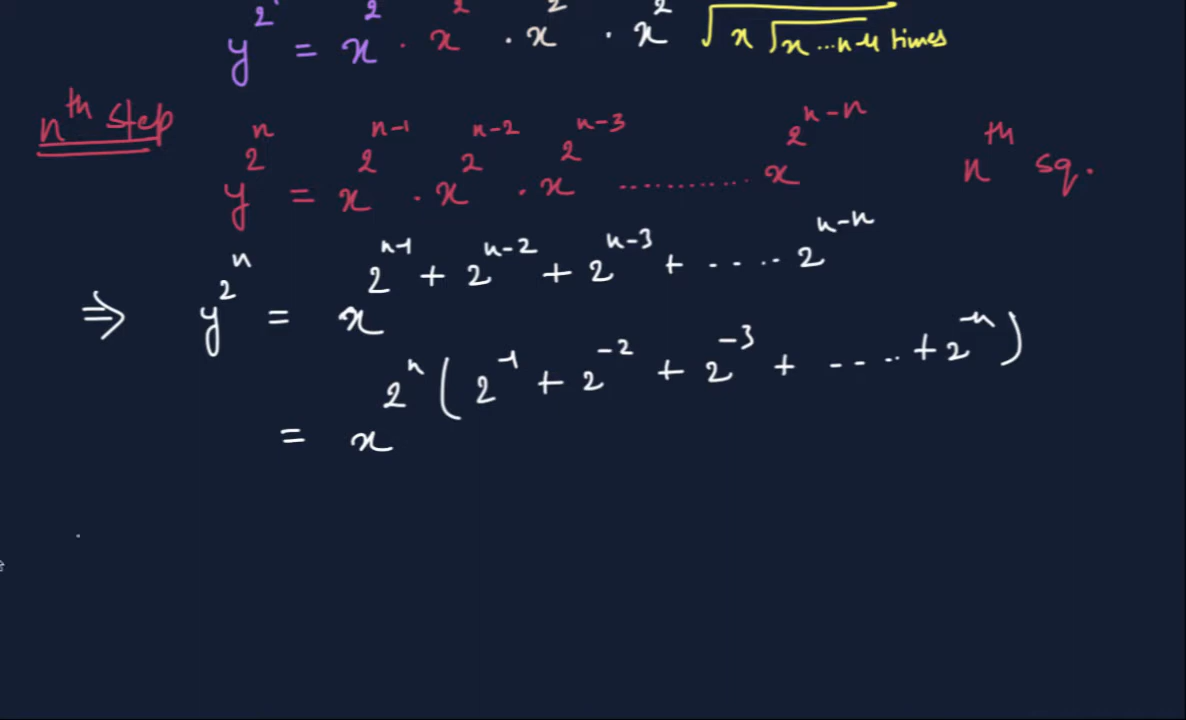 y^2 = x^2 · x^2 · x^2 · x^2 √x√x...n-4 times
n^th step
y^2^n = x^2^n-1 · x^2^n-2 · x^2^n-3 ............ x^2^n-n n^th sq.
⇒ y^2^n = x^2^n-1 + 2^n-2 + 2^n-3 + ..... 2^n-n
= x^2^n(2^-1 + 2^-2 + 2^-3 + ..... + 2^-n)